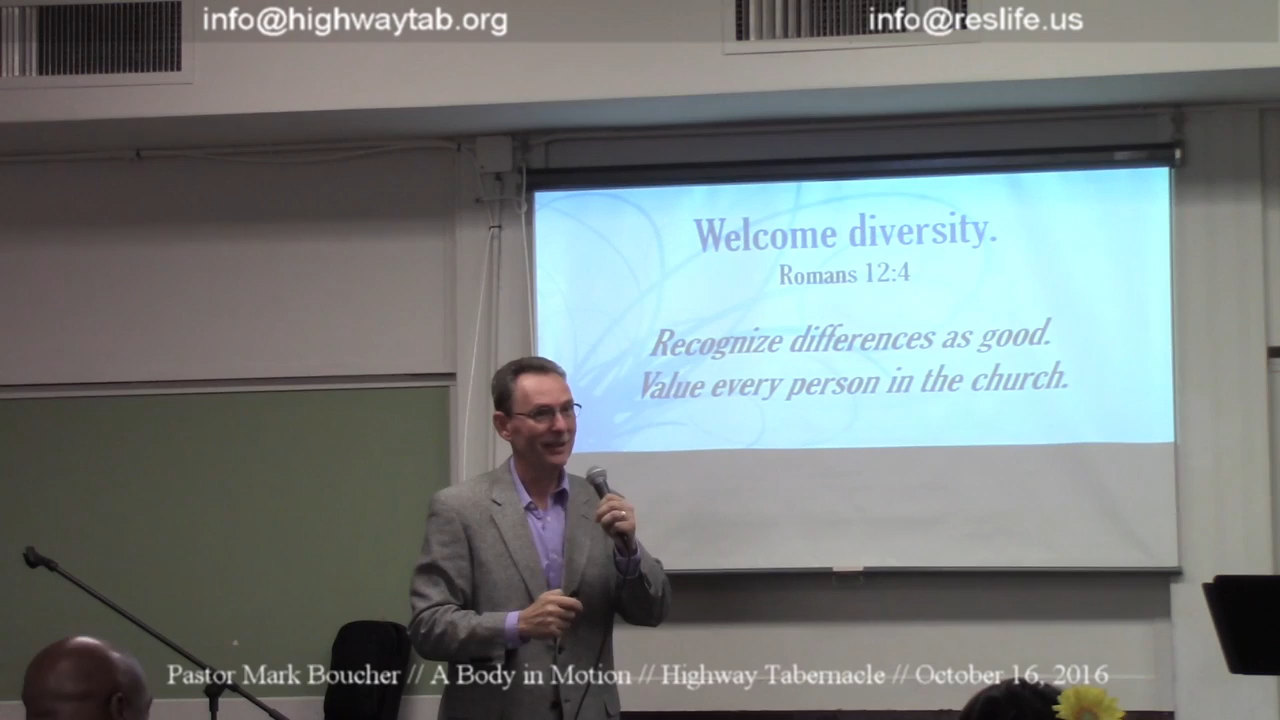 info@highwaytab.org
info@reslife.us
Welcome diversity.
Romans 12:4
Recognize differences as good.
Value every person in the church.
Pastor Mark Boucher // A Body in Motion // Highway Tabernacle // October 16, 2016